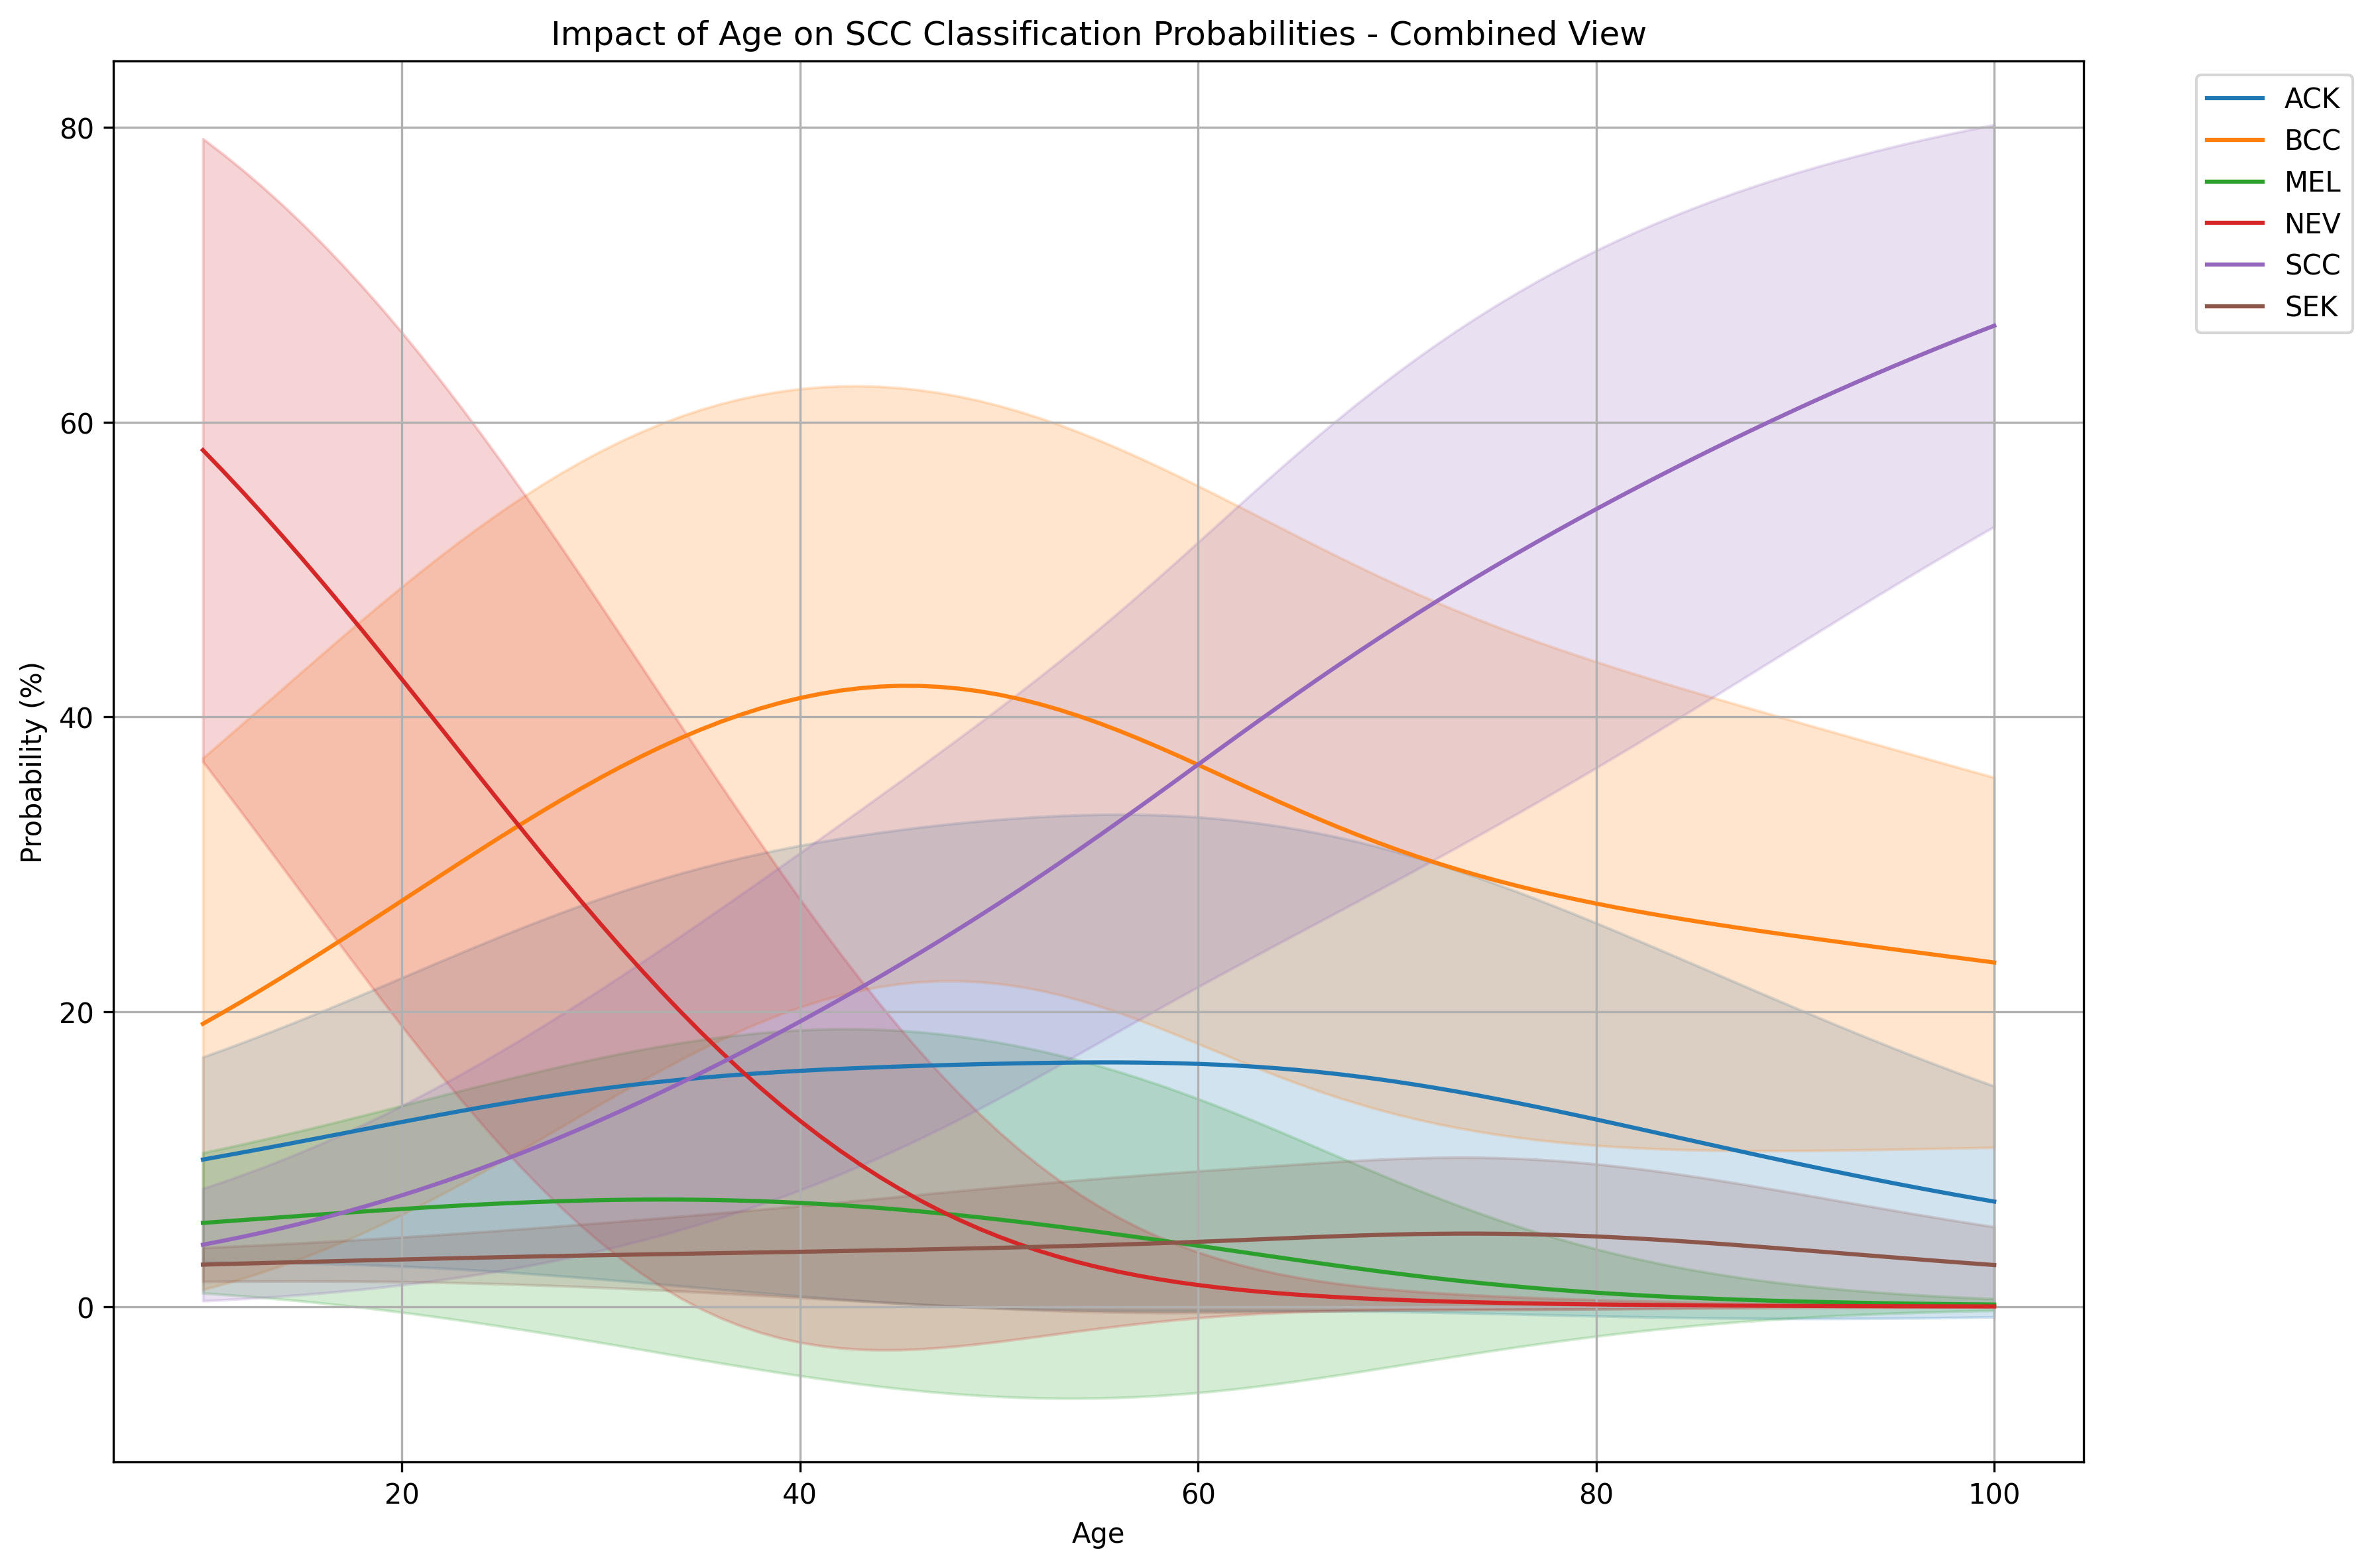 Impact of Age on SCC Classification Probabilities - Combined View
ACK
BCC
MEL
NEV
SCC
SEK
Probability (%)
80
60
40
20
0
20
40
60
80
100
Age